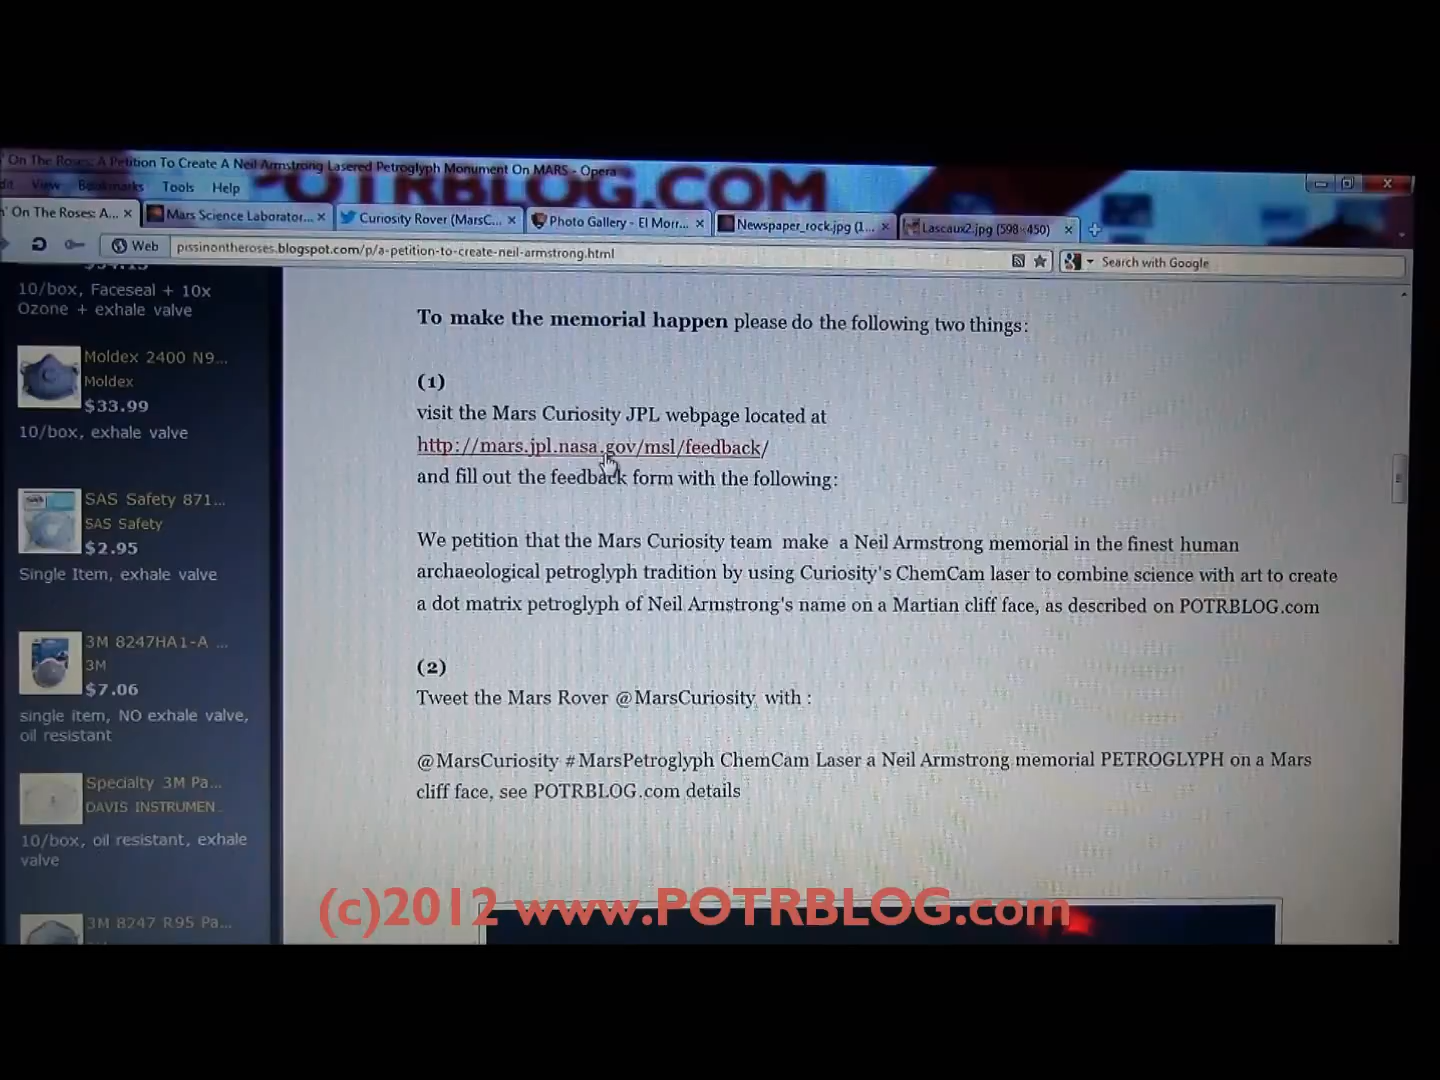 ' On The Roses: A Petition To Create A Neil Armstrong Lasered Petroglyph Monument On MARS - Opera
POTRBLOG.COM
View Bookmarks Tools Help
' On The Roses: A...
Mars Science Laborator...
Curiosity Rover (MarsC...
Photo Gallery - El Morr...
Newspaper_rock.jpg (1...
Lascaux2.jpg (598×450)
Web
pissinontheroses.blogspot.com/p/a-petition-to-create-neil-armstrong.html
Search with Google
10/box, Faceseal + 10x
Ozone + exhale valve
Moldex 2400 N9...
Moldex
$33.99
10/box, exhale valve
SAS Safety 871...
SAS Safety
$2.95
Single Item, exhale valve
3M 8247HA1-A ...
3M
$7.06
single item, NO exhale valve,
oil resistant
Specialty 3M Pa...
DAVIS INSTRUMEN
10/box, oil resistant, exhale
valve
3M 8247 R95 Pa...
To make the memorial happen please do the following two things:
(1)
visit the Mars Curiosity JPL webpage located at
http://mars.jpl.nasa.gov/msl/feedback/
and fill out the feedback form with the following:
We petition that the Mars Curiosity team make a Neil Armstrong memorial in the finest human
archaeological petroglyph tradition by using Curiosity's ChemCam laser to combine science with art to create
a dot matrix petroglyph of Neil Armstrong's name on a Martian cliff face, as described on POTRBLOG.com
(2)
Tweet the Mars Rover @MarsCuriosity with :
@MarsCuriosity #MarsPetroglyph ChemCam Laser a Neil Armstrong memorial PETROGLYPH on a Mars
cliff face, see POTRBLOG.com details
(c)2012 www.POTRBLOG.com